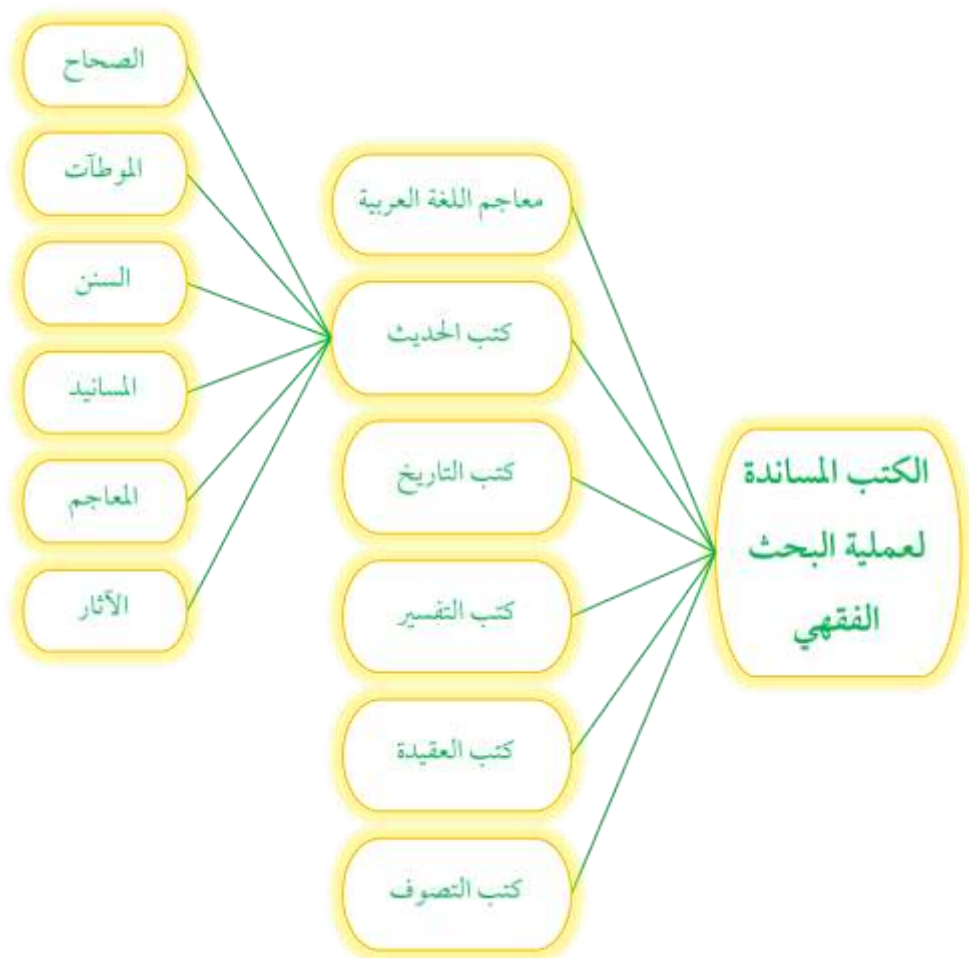 الكتب المساندة
لعملية البحث
الفقهي
معاجم اللغة العربية
كتب الحديث
كتب التاريخ
كتب التفسير
كتب العقيدة
كتب التصوف
الصحاح
الموطآت
السنن
المسانيد
المعاجم
الآثار